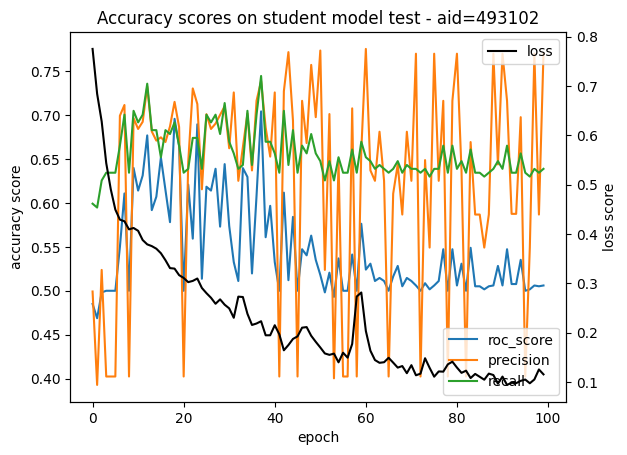 Accuracy scores on student model test - aid=493102
accuracy score
0.75
0.70
0.65
0.60
0.55
0.50
0.45
0.40
0.8
0.7
0.6
0.5
0.4
0.3
0.2
0.1
loss score
loss
roc_score
precision
recall
0 20 40 60 80 100
epoch